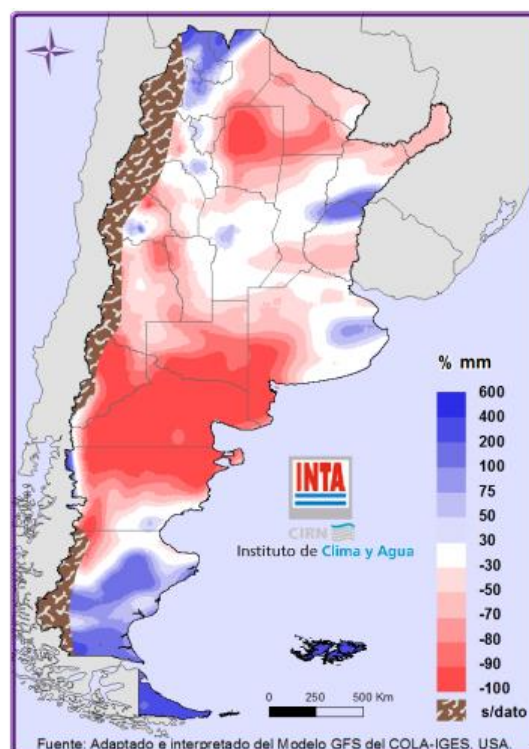 % mm
600
400
200
100
75
50
30
-30
-50
-70
-80
-90
-100
s/dato
INTA
CIRN
Instituto de Clima y Agua
0 250 500 Km
Fuente: Adaptado e interpretado del Modelo GFS del COLA-IGES, USA.